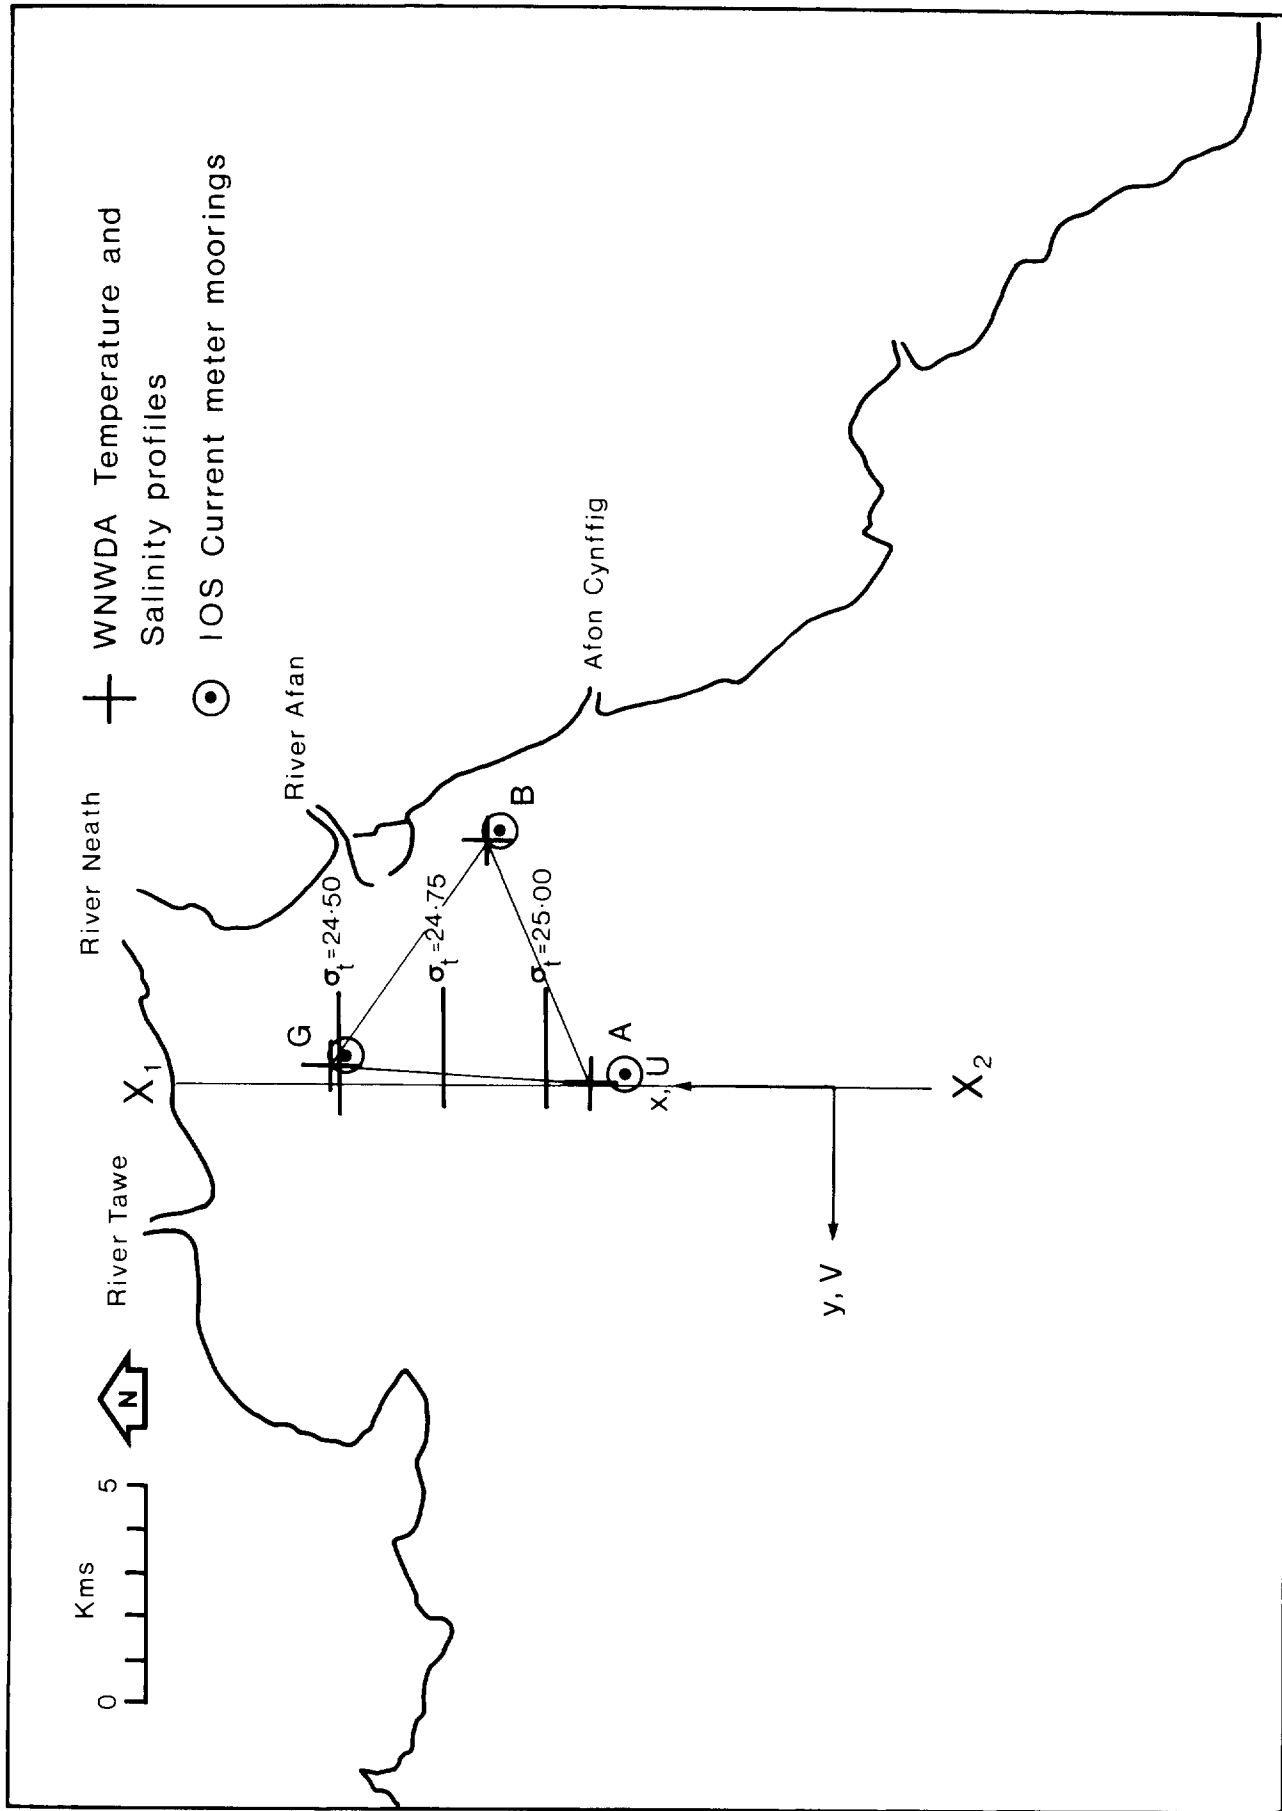 WNWDA Temperature and
Salinity profiles
IOS Current meter moorings
Kms
0 5
N
River Tawe
X₁
River Neath
River Afan
G
σt=24·50
σt=24·75
σt=25·00
B
A
x, U
Afon Cynffig
y, V
X₂